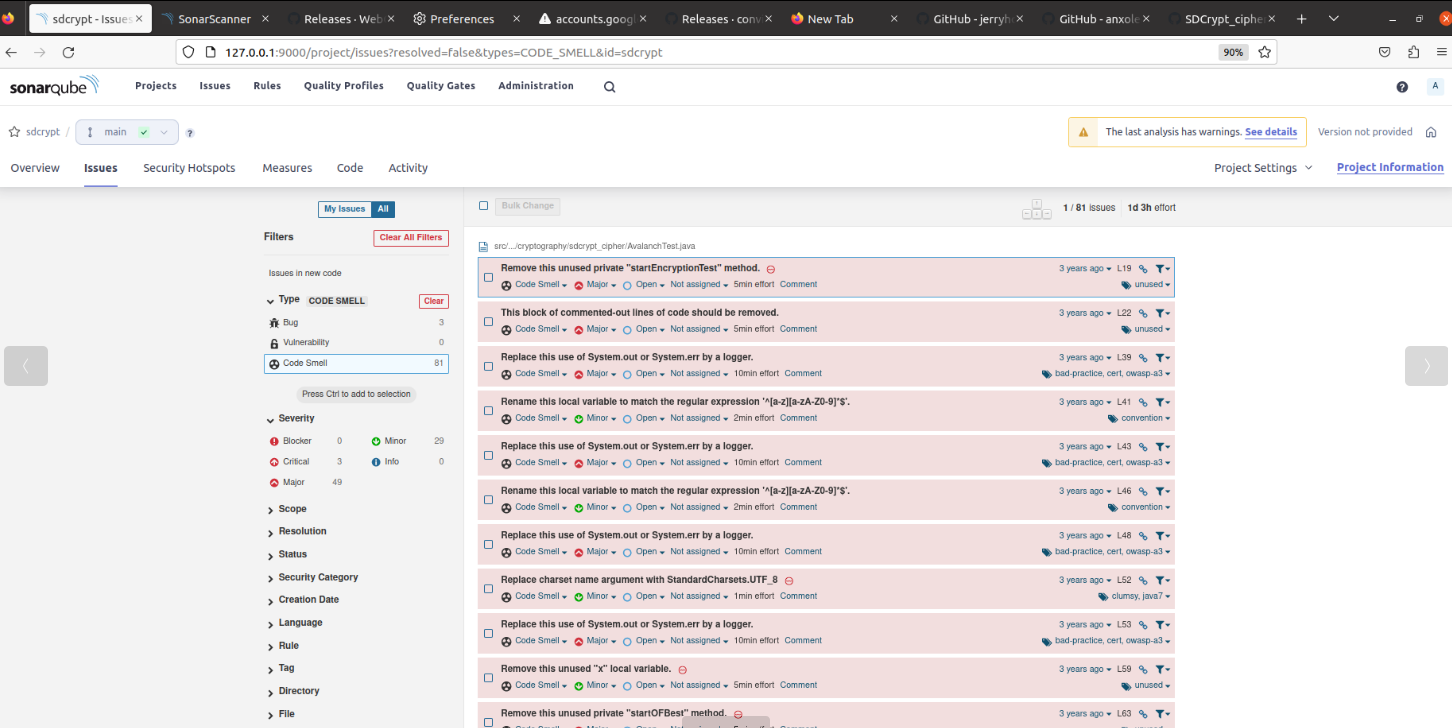 sdcrypt - Issues
SonarScanner
Releases · Web
Preferences
accounts.googl
Releases · conv
New Tab
GitHub - jerryh
GitHub - anxole
SDCrypt_cipher
127.0.0.1:9000/project/issues?resolved=false&types=CODE_SMELL&id=sdcrypt
90%
sonarqube
Projects
Issues
Rules
Quality Profiles
Quality Gates
Administration
A
sdcrypt / main
The last analysis has warnings. See details
Version not provided
Overview
Issues
Security Hotspots
Measures
Code
Activity
Project Settings
Project Information
My Issues All
Bulk Change
1 / 81 issues
1d 3h effort
Filters
Clear All Filters
Issues in new code
Type CODE SMELL
Clear
Bug 3
Vulnerability 0
Code Smell 81
Press Ctrl to add to selection
Severity
Blocker 0
Minor 29
Critical 3
Info 0
Major 49
Scope
Resolution
Status
Security Category
Creation Date
Language
Rule
Tag
Directory
File
src/.../cryptography/sdcrypt_cipher/AvalanchTest.java
Remove this unused private "startEncryptionTest" method. 3 years ago L19
Code Smell Major Open Not assigned 5min effort Comment unused
This block of commented-out lines of code should be removed. 3 years ago L22
Code Smell Major Open Not assigned 5min effort Comment unused
Replace this use of System.out or System.err by a logger. 3 years ago L39
Code Smell Major Open Not assigned 10min effort Comment bad-practice, cert, owasp-a3
Rename this local variable to match the regular expression '^[a-z][a-zA-Z0-9]*$'. 3 years ago L41
Code Smell Minor Open Not assigned 2min effort Comment convention
Replace this use of System.out or System.err by a logger. 3 years ago L43
Code Smell Major Open Not assigned 10min effort Comment bad-practice, cert, owasp-a3
Rename this local variable to match the regular expression '^[a-z][a-zA-Z0-9]*$'. 3 years ago L46
Code Smell Minor Open Not assigned 2min effort Comment convention
Replace this use of System.out or System.err by a logger. 3 years ago L48
Code Smell Major Open Not assigned 10min effort Comment bad-practice, cert, owasp-a3
Replace charset name argument with StandardCharsets.UTF_8 3 years ago L52
Code Smell Minor Open Not assigned 1min effort Comment clumsy, java7
Replace this use of System.out or System.err by a logger. 3 years ago L53
Code Smell Major Open Not assigned 10min effort Comment bad-practice, cert, owasp-a3
Remove this unused "x" local variable. 3 years ago L59
Code Smell Minor Open Not assigned 5min effort Comment unused
Remove this unused private "startOFBest" method. 3 years ago L63